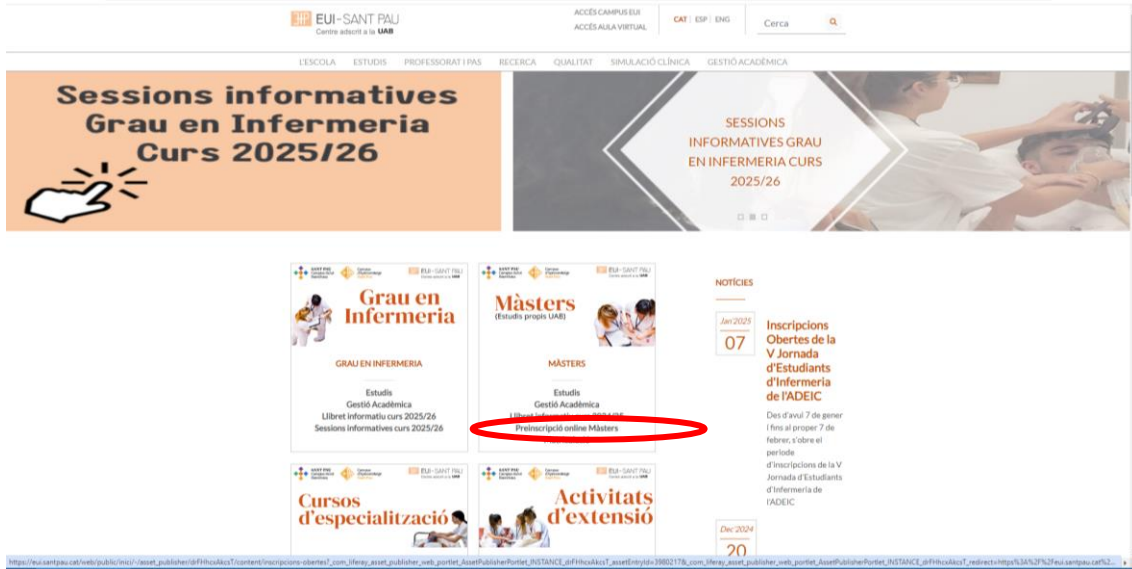 EUI-SANT PAU
Centre adscrit a la UAB
ACCÉS CAMPUS EUI
ACCÉS AULA VIRTUAL
CAT | ESP | ENG
Cerca
L'ESCOLA ESTUDIS PROFESSORAT I PAS RECERCA QUALITAT SIMULACIÓ CLÍNICA GESTIÓ ACADÈMICA
Sessions informatives
Grau en Infermeria
Curs 2025/26
SESSIONS
INFORMATIVES GRAU
EN INFERMERIA CURS
2025/26
EUI-SANT PAU
Grau en
Infermeria
GRAU EN INFERMERIA
Estudis
Gestió Acadèmica
Llibret informatiu curs 2025/26
Sessions informatives curs 2025/26
EUI-SANT PAU
Màsters
(Estudis propis UAB)
MÀSTERS
Estudis
Gestió Acadèmica
Preinscripció online Màsters
NOTÍCIES
Jan'2025
07
Inscripcions
Obertes de la
V Jornada
d'Estudiants
d'Infermeria
de l'ADEIC
Des d'avui 7 de gener
i fins al proper 7 de
febrer, s'obre el
període
d'inscripcions de la V
Jornada d'Estudiants
d'Infermeria de
l'ADEIC
EUI-SANT PAU
Cursos
d'especialització
EUI-SANT PAU
Activitats
d'extensió
Dec'2024
20